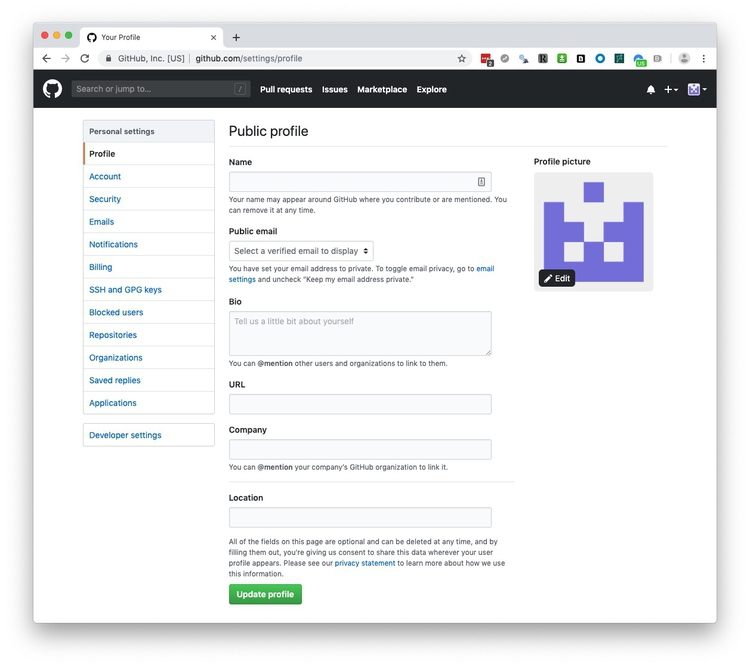 Your Profile
GitHub, Inc. [US] | github.com/settings/profile
2
US
Search or jump to...
/
Pull requests
Issues
Marketplace
Explore
Personal settings
Profile
Account
Security
Emails
Notifications
Billing
SSH and GPG keys
Blocked users
Repositories
Organizations
Saved replies
Applications
Developer settings
Public profile
Name
Your name may appear around GitHub where you contribute or are mentioned. You
can remove it at any time.
Public email
Select a verified email to display
You have set your email address to private. To toggle email privacy, go to email
settings and uncheck "Keep my email address private."
Bio
Tell us a little bit about yourself
You can @mention other users and organizations to link to them.
URL
Company
You can @mention your company's GitHub organization to link it.
Location
All of the fields on this page are optional and can be deleted at any time, and by
filling them out, you're giving us consent to share this data wherever your user
profile appears. Please see our privacy statement to learn more about how we use
this information.
Update profile
Profile picture
Edit